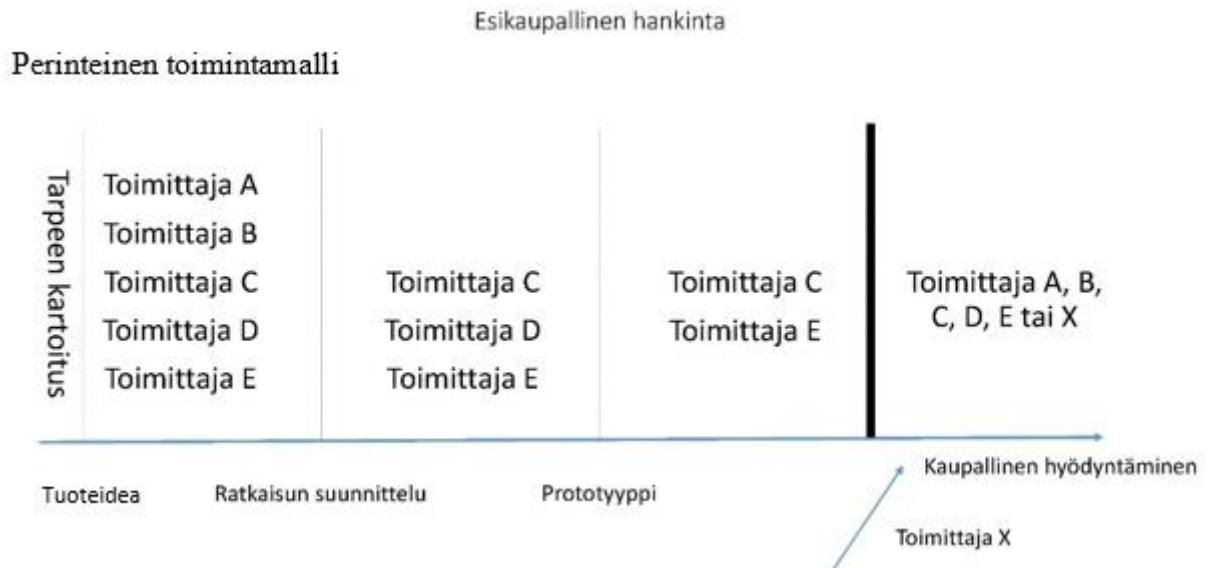 Esikaupallinen hankinta
Perinteinen toimintamalli
Tarpeen kartoitus
Toimittaja A
Toimittaja B
Toimittaja C
Toimittaja D
Toimittaja E
Toimittaja C
Toimittaja D
Toimittaja E
Toimittaja C
Toimittaja E
Toimittaja A, B,
C, D, E tai X
Tuoteidea
Ratkaisun suunnittelu
Prototyyppi
Kaupallinen hyödyntäminen
Toimittaja X